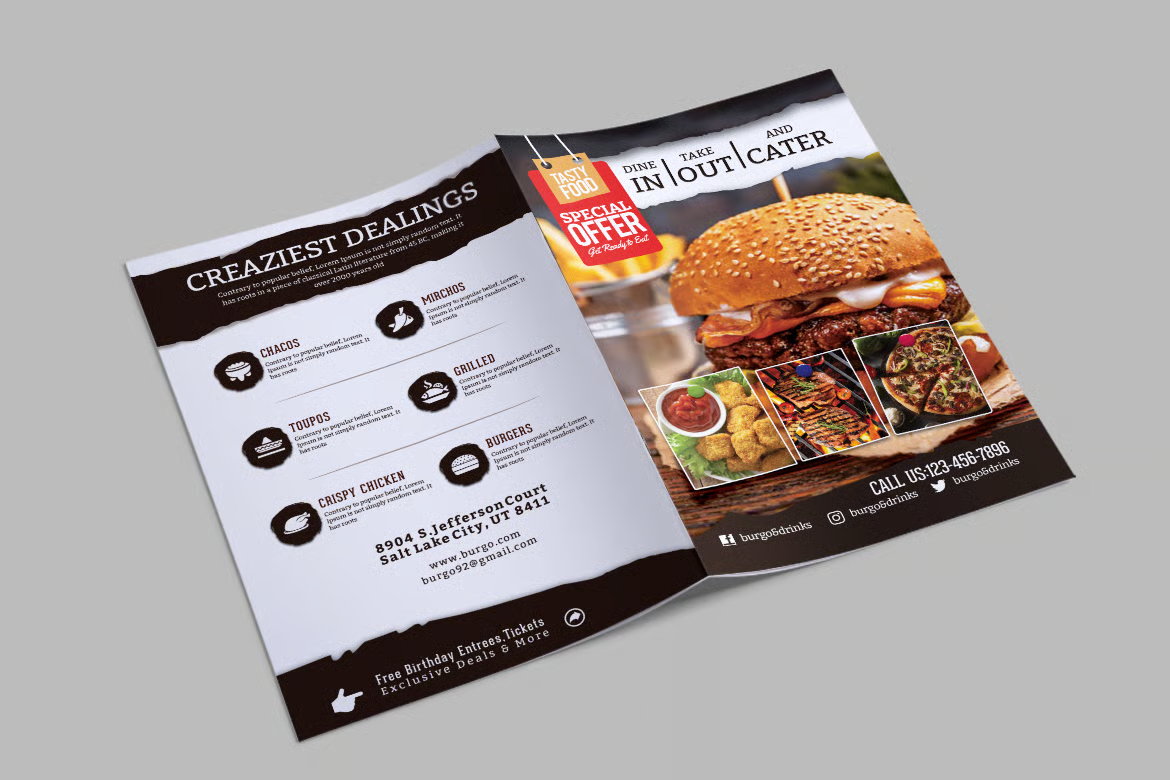 CREAZIEST DEALINGS
Contrary to popular belief, Lorem Ipsum is not simply random text. It
has roots in a piece of classical Latin literature from 45 BC, making it
over 2000 years old
CHACOS
Contrary to popular belief, Lorem
Ipsum is not simply random text. It
has roots
MIRCHOS
Contrary to popular belief, Lorem
Ipsum is not simply random text. It
has roots
TOUPOS
Contrary to popular belief, Lorem
Ipsum is not simply random text. It
has roots
GRILLED
Contrary to popular belief, Lorem
Ipsum is not simply random text. It
has roots
CRISPY CHICKEN
Contrary to popular belief, Lorem
Ipsum is not simply random text. It
has roots
BURGERS
Contrary to popular belief, Lorem
Ipsum is not simply random text. It
has roots
8904 S.Jefferson Court
Salt Lake City, UT 8411
www.burgo.com
burgo92@gmail.com
Free Birthday Entrees,Tickets
Exclusive Deals & More
TASTY
FOOD
SPECIAL
OFFER
Get Ready to Eat
DINE
IN
TAKE
OUT
AND
CATER
CALL US:123-456-7896
burgo&drinks
burgo&drinks
burgo&drinks